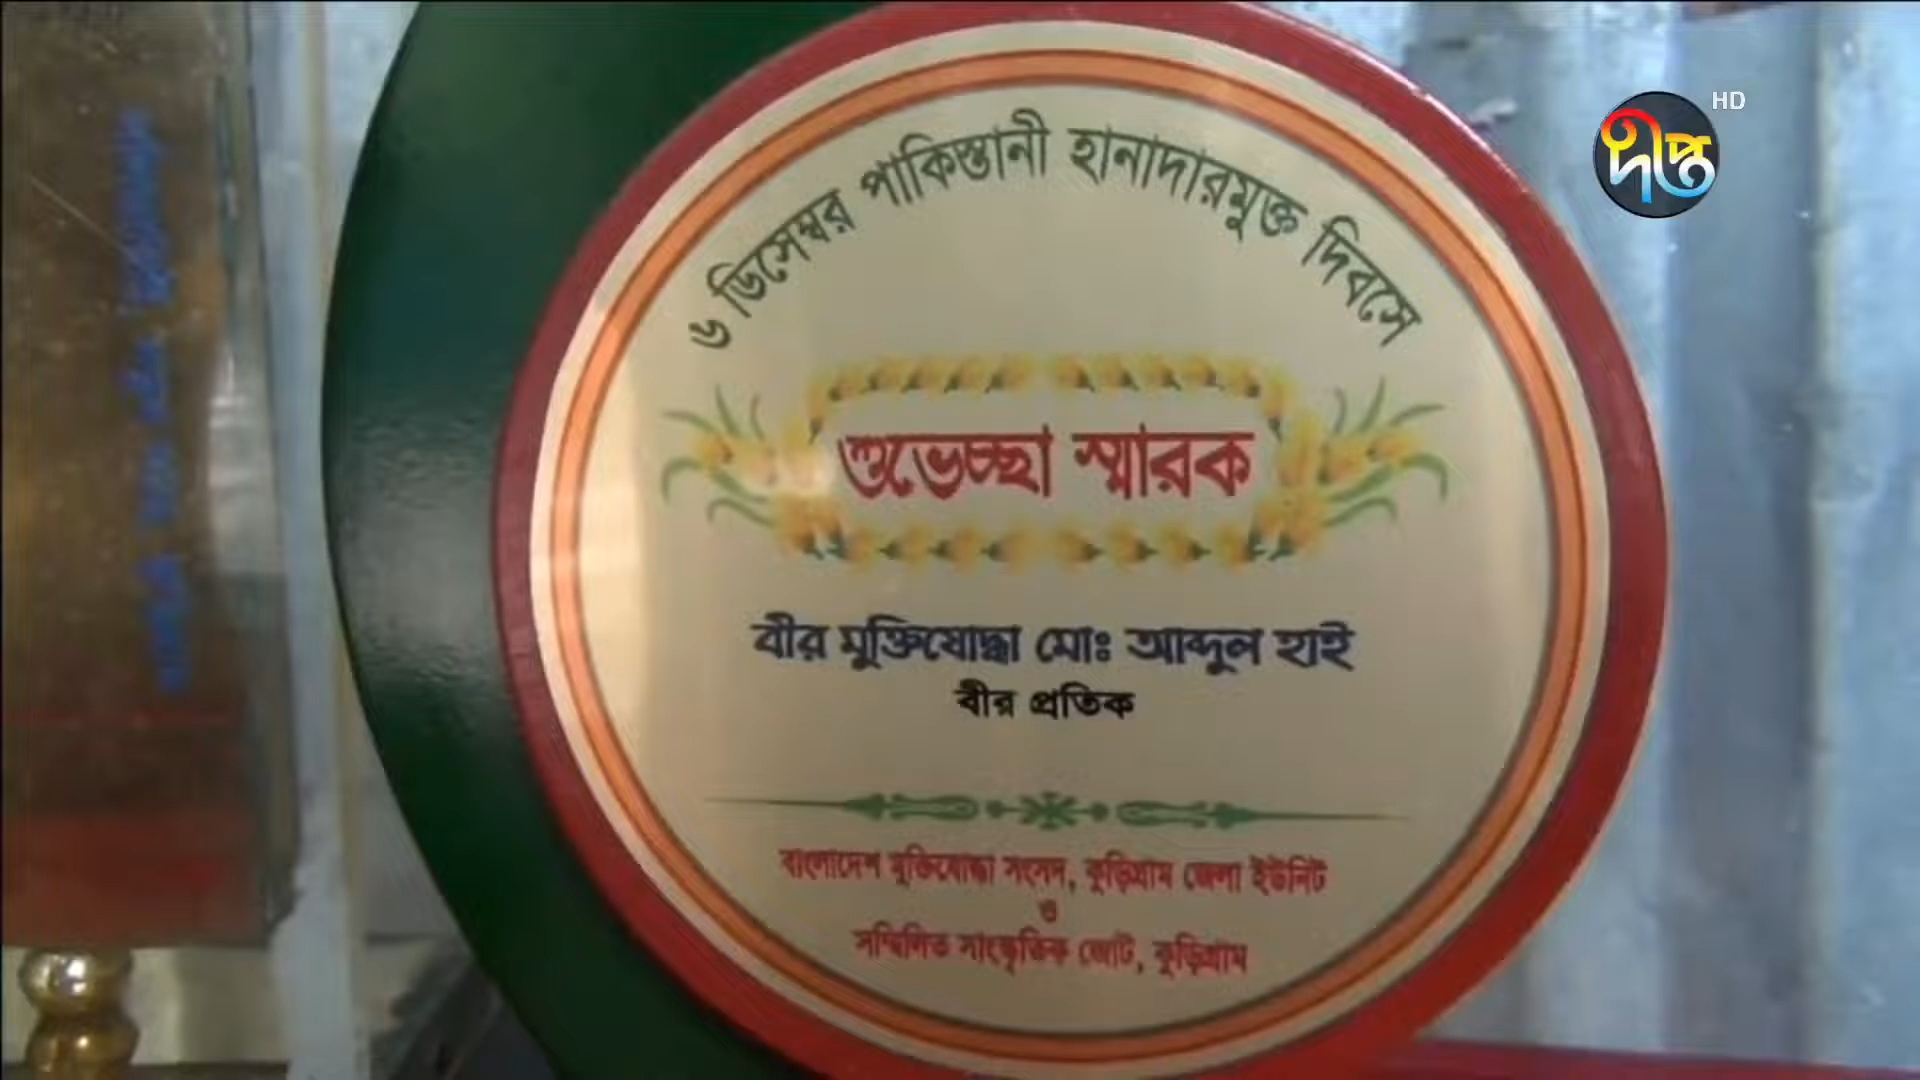 ৬ ডিসেম্বর পাকিস্তানী হানাদারমুক্ত দিবসে
শুভেচ্ছা স্মারক
বীর মুক্তিযোদ্ধা মোঃ আব্দুল হাই
বীর প্রতিক
বাংলাদেশ মুক্তিযোদ্ধা সংসদ, কুড়িগ্রাম জেলা ইউনিট
ও
সম্মিলিত সাংস্কৃতিক জোট, কুড়িগ্রাম
দীপ্ত HD